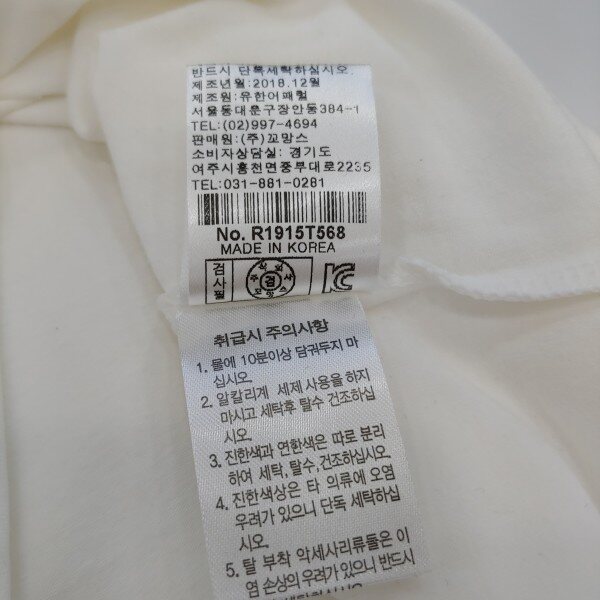 반드시 단독세탁하십시오.
제조년월:2018.12월
제조원:유한어패럴
서울동대문구장안동384-1
TEL:(02)997-4694
판매원:(주)꼬망스
소비자상담실: 경기도
여주시흥천면중부대로2235
TEL:031-881-0281
No. R1915T568
MADE IN KOREA
검사필
주식회사
검
꼬망스
KC
취급시 주의사항
1. 물에 10분이상 담궈두지 마
십시오.
2. 알칼리계 세제 사용을 하지
마시고 세탁후 탈수 건조하십
시오.
3. 진한색과 연한색은 따로 분리
하여 세탁,탈수,건조하십시오.
4. 진한색상은 타 의류에 오염
우려가 있으니 단독 세탁하십
시오.
5. 탈 부착 악세사리류들은 이
염 손상의 우려가 있으니 반드시